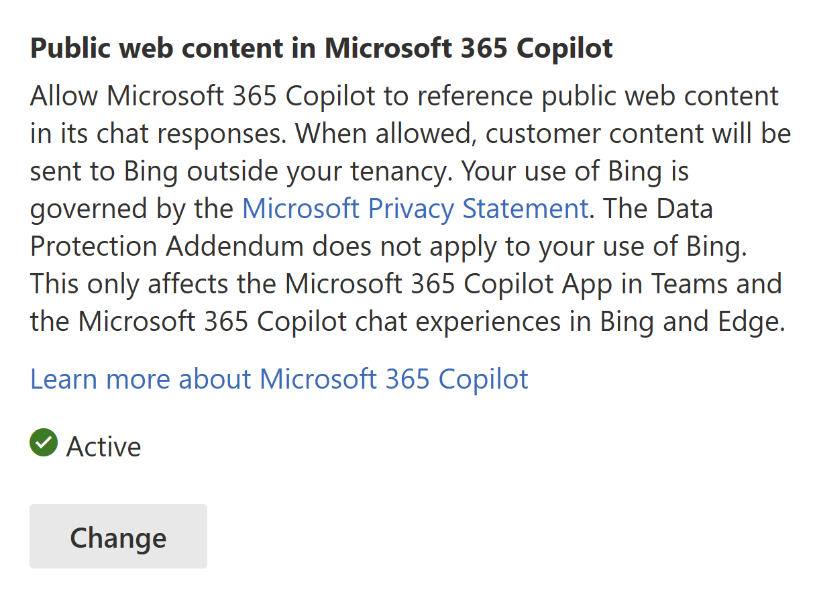 Public web content in Microsoft 365 Copilot
Allow Microsoft 365 Copilot to reference public web content
in its chat responses. When allowed, customer content will be
sent to Bing outside your tenancy. Your use of Bing is
governed by the Microsoft Privacy Statement. The Data
Protection Addendum does not apply to your use of Bing.
This only affects the Microsoft 365 Copilot App in Teams and
the Microsoft 365 Copilot chat experiences in Bing and Edge.
Learn more about Microsoft 365 Copilot
Active
Change